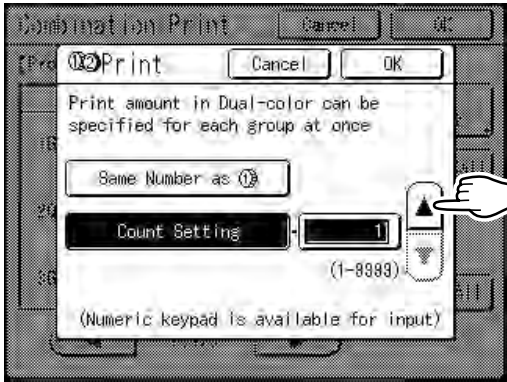 Combination Print Cancel OK
①②Print Cancel OK
Print amount in Dual-color can be
specified for each group at once
Same Number as ①
Count Setting - 1
(1-9999)
(Numeric keypad is available for input)